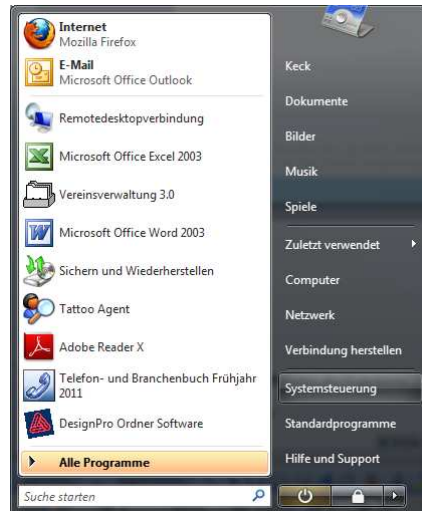 Internet
Mozilla Firefox
E-Mail
Microsoft Office Outlook
Remotedesktopverbindung
Microsoft Office Excel 2003
Vereinsverwaltung 3.0
Microsoft Office Word 2003
Sichern und Wiederherstellen
Tattoo Agent
Adobe Reader X
Telefon- und Branchenbuch Frühjahr
2011
DesignPro Ordner Software
Alle Programme
Suche starten
Keck
Dokumente
Bilder
Musik
Spiele
Zuletzt verwendet
Computer
Netzwerk
Verbindung herstellen
Systemsteuerung
Standardprogramme
Hilfe und Support